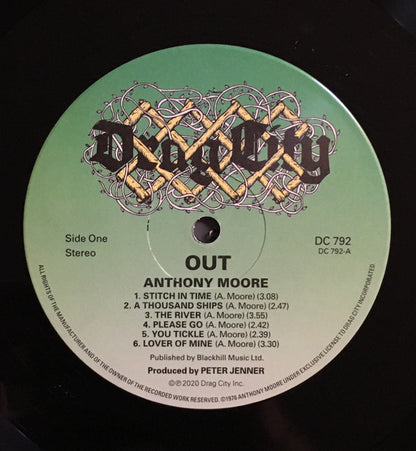 Drag City
Side One
Stereo
DC 792
DC 792-A
OUT
ANTHONY MOORE
1. STITCH IN TIME (A. Moore) (3.08)
2. A THOUSAND SHIPS (A. Moore) (2.47)
3. THE RIVER (A. Moore) (3.55)
4. PLEASE GO (A. Moore) (2.42)
5. YOU TICKLE (A. Moore) (2.39)
6. LOVER OF MINE (A. Moore) (3.30)
Published by Blackhill Music Ltd.
Produced by PETER JENNER
©℗2020 Drag City Inc.
ALL RIGHTS OF THE MANUFACTURER AND OF THE OWNER OF THE RECORDED WORK RESERVED. ©1976 ANTHONY MOORE UNDER EXCLUSIVE LICENSE TO DRAG CITY INCORPORATED